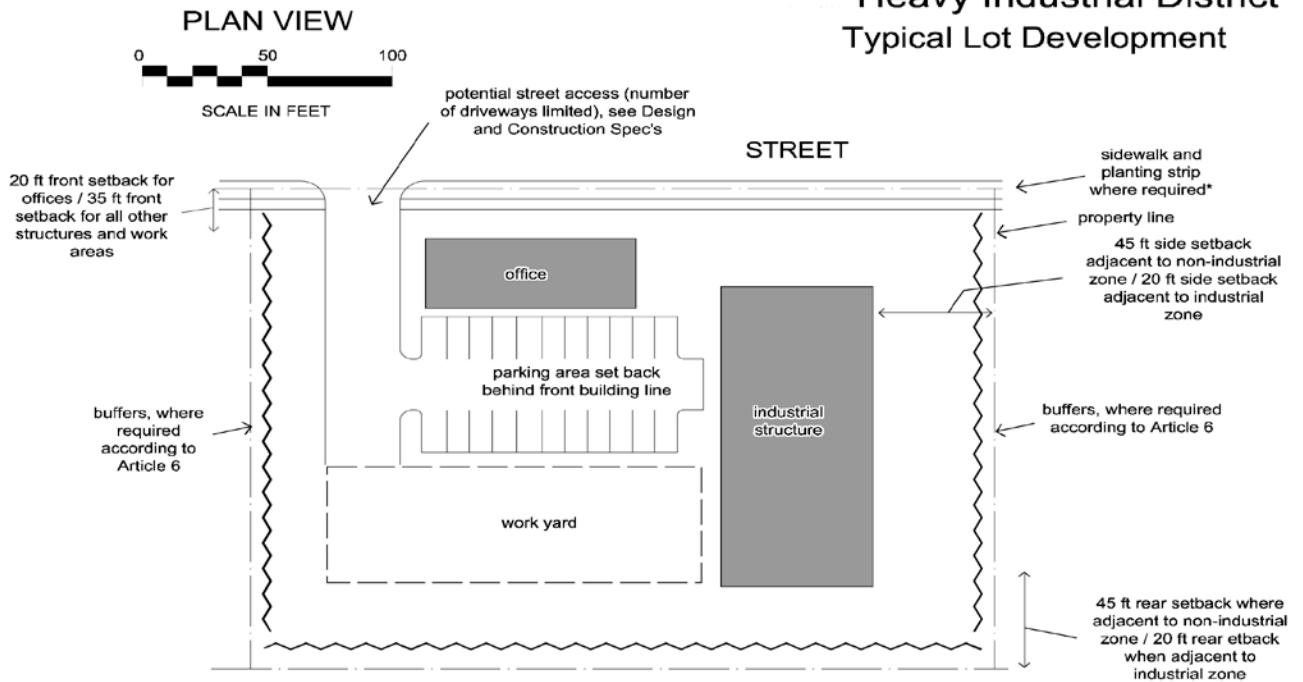 Heavy Industrial District
Typical Lot Development
PLAN VIEW
0 50 100
SCALE IN FEET
potential street access (number
of driveways limited), see Design
and Construction Spec's
STREET
20 ft front setback for
offices / 35 ft front
setback for all other
structures and work
areas
sidewalk and
planting strip
where required*
property line
45 ft side setback
adjacent to non-industrial
zone / 20 ft side setback
adjacent to industrial
zone
office
parking area set back
behind front building line
industrial
structure
buffers, where
required
according to
Article 6
buffers, where required
according to Article 6
work yard
45 ft rear setback where
adjacent to non-industrial
zone / 20 ft rear etback
when adjacent to
industrial zone